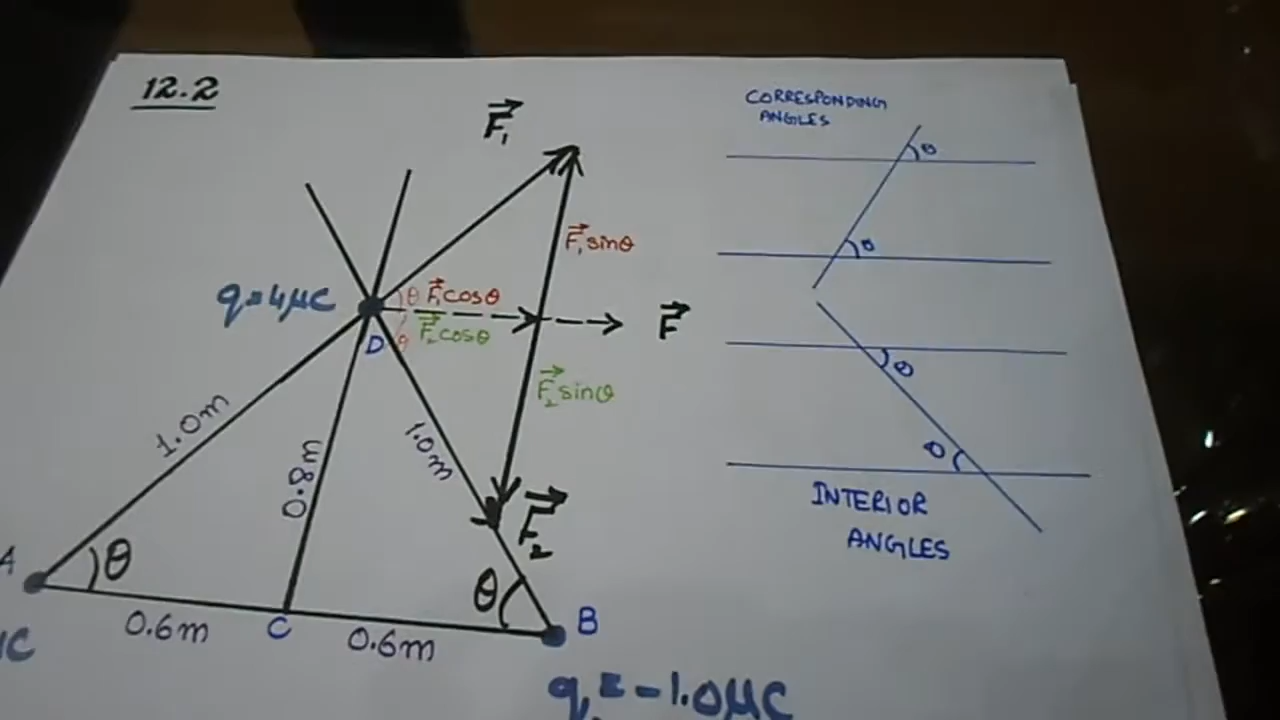 12.2
CORRESPONDING
ANGLES
F₁
θ
F₁sinθ
θ
q=4μC
θ F₁cosθ
F₂cosθ
F
D θ
F₂sinθ
θ
1.0m
1.0m
0.8m
θ
INTERIOR
ANGLES
F₂
A
θ
θ
B
0.6m
C
0.6m
μC
= -1.0μC